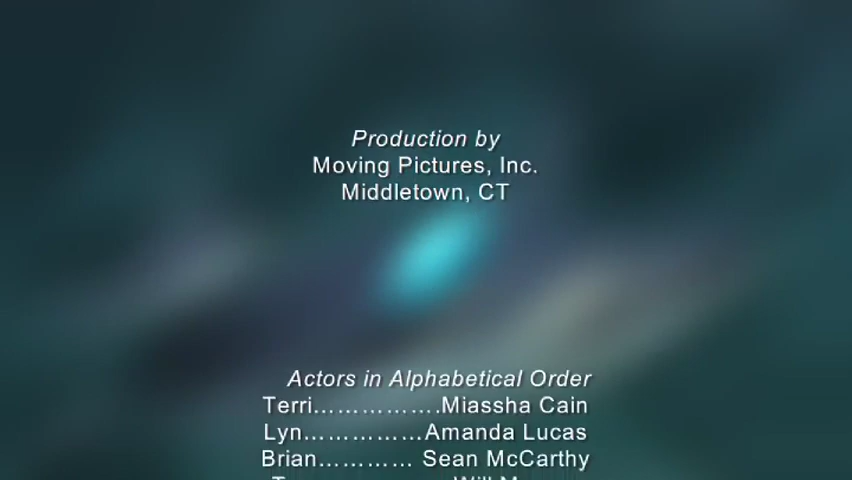 Production by
Moving Pictures, Inc.
Middletown, CT
Actors in Alphabetical Order
Terri…………….Miassha Cain
Lyn……………Amanda Lucas
Brian………… Sean McCarthy
Will